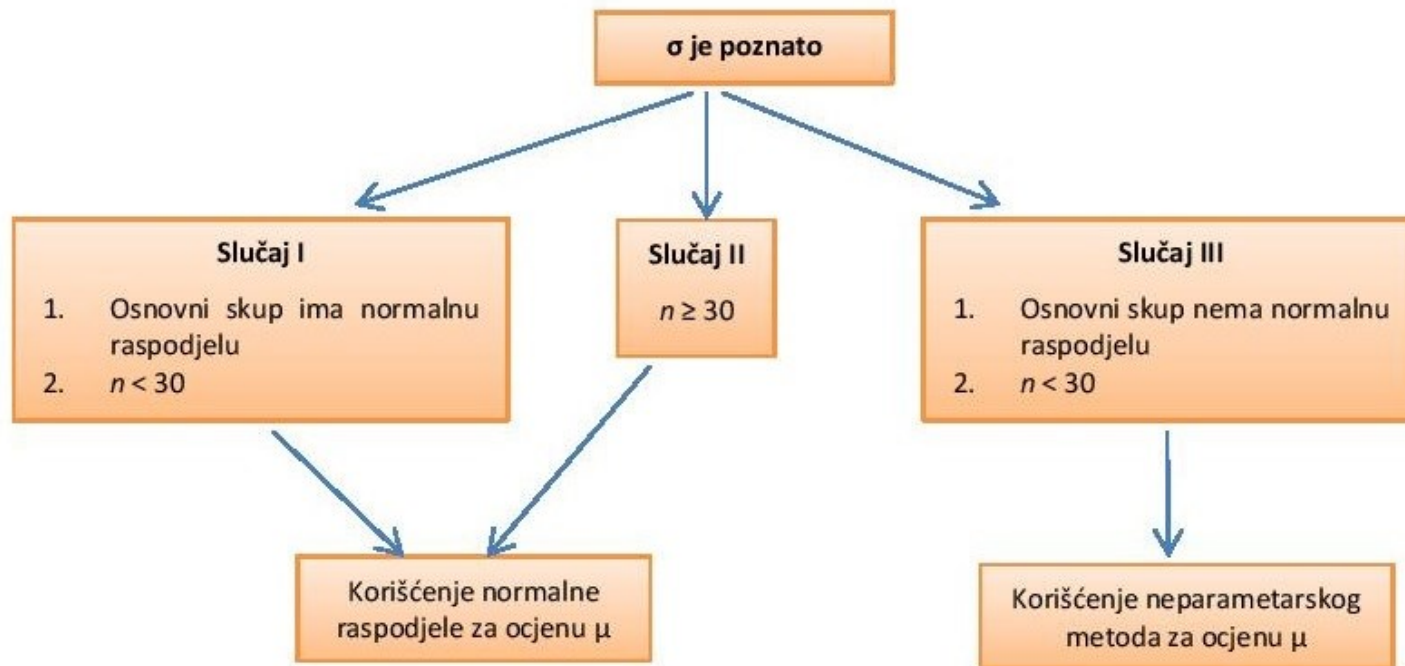 σ je poznato
Slučaj I
1. Osnovni skup ima normalnu
raspodjelu
2. n < 30
Slučaj II
n ≥ 30
Slučaj III
1. Osnovni skup nema normalnu
raspodjelu
2. n < 30
Korišćenje normalne
raspodjele za ocjenu μ
Korišćenje neparametarskog
metoda za ocjenu μ